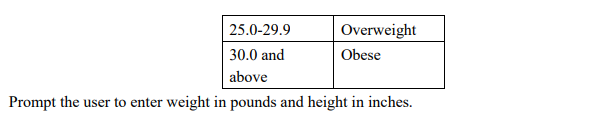 25.0-29.9 Overweight
30.0 and Obese
above
Prompt the user to enter weight in pounds and height in inches.